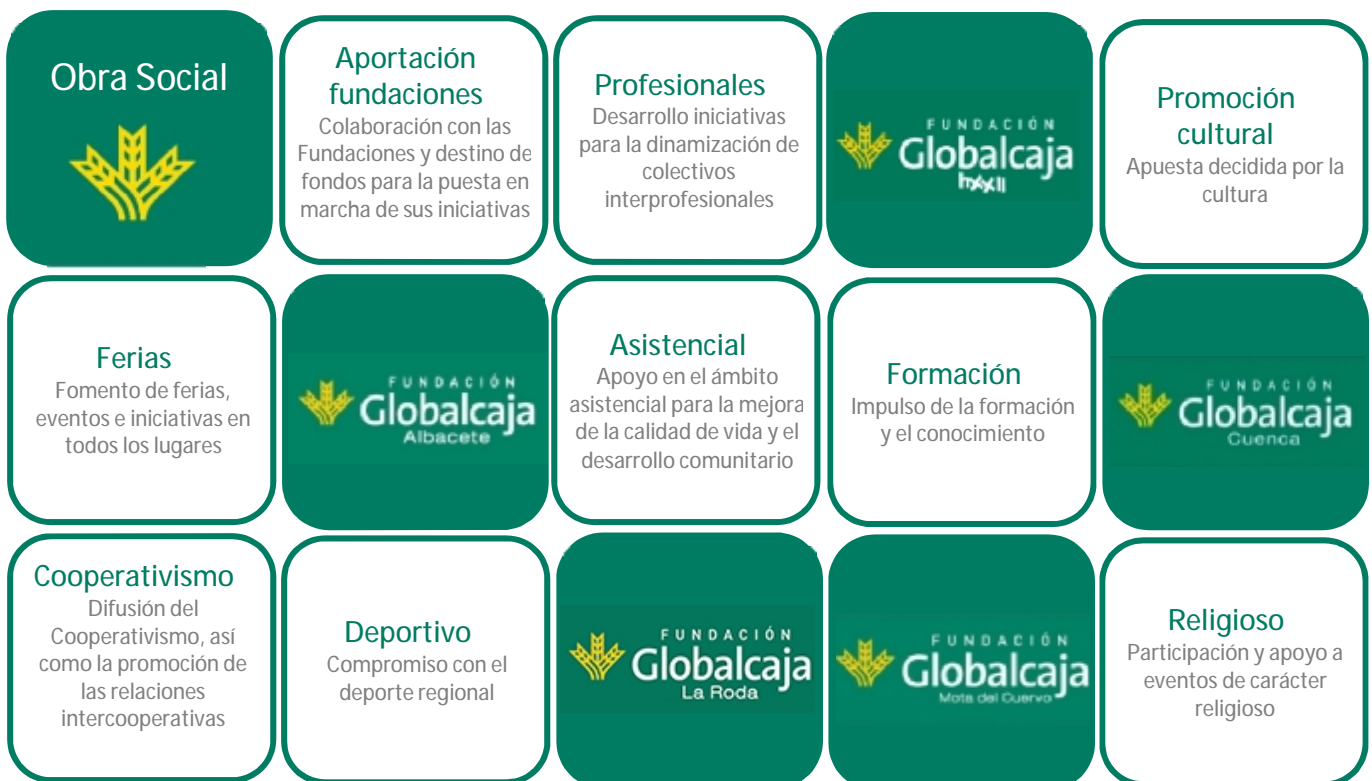 Obra Social
Aportación
fundaciones
Colaboración con las
Fundaciones y destino de
fondos para la puesta en
marcha de sus iniciativas
Profesionales
Desarrollo iniciativas
para la dinamización de
colectivos
interprofesionales
FUNDACIÓN
Globalcaja
Promoción
cultural
Apuesta decidida por la
cultura
Ferias
Fomento de ferias,
eventos e iniciativas en
todos los lugares
FUNDACIÓN
Globalcaja
Albacete
Asistencial
Apoyo en el ámbito
asistencial para la mejora
de la calidad de vida y el
desarrollo comunitario
Formación
Impulso de la formación
y el conocimiento
FUNDACIÓN
Globalcaja
Cuenca
Cooperativismo
Difusión del
Cooperativismo, así
como la promoción de
las relaciones
intercooperativas
Deportivo
Compromiso con el
deporte regional
FUNDACIÓN
Globalcaja
La Roda
FUNDACIÓN
Globalcaja
Mota del Cuervo
Religioso
Participación y apoyo a
eventos de carácter
religioso